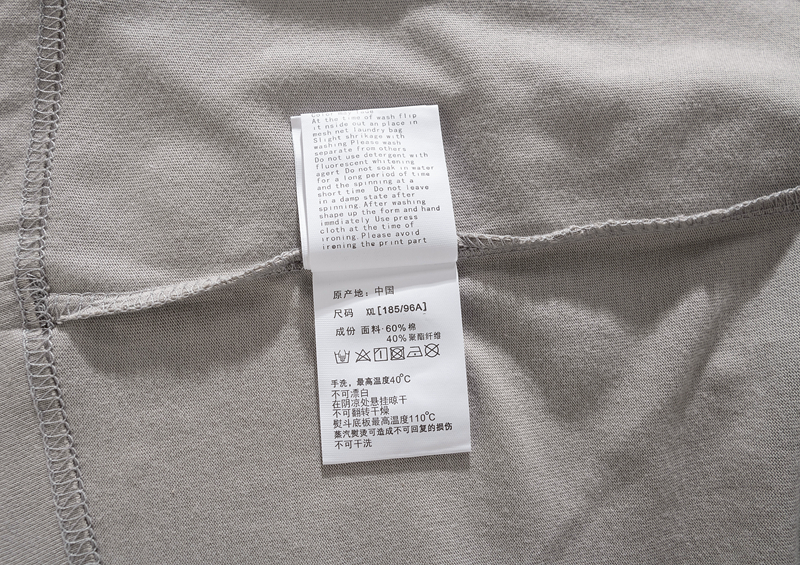 At the time of wash flip
it nside out an place in
mesh net laundry bag
Slight shrikage with
washing Please wash
separate from others
Do not use detergent with
fluorescent whitening
agert Do not soak in water
for a long period of time
and the spinning at a
short time Do not leave
in a damp state after
spinning. After washing
shape up the form and hand
immediately Use press
cloth at the time of
ironing.Please avoid
ironing the print part
原产地：中国
尺码 XXL[185/96A]
成份 面料·60% 棉
40% 聚酯纤维
手洗，最高温度40°C
不可漂白
在阴凉处悬挂晾干
不可翻转干燥
熨斗底板最高温度110°C
蒸汽熨烫可造成不可回复的损伤
不可干洗